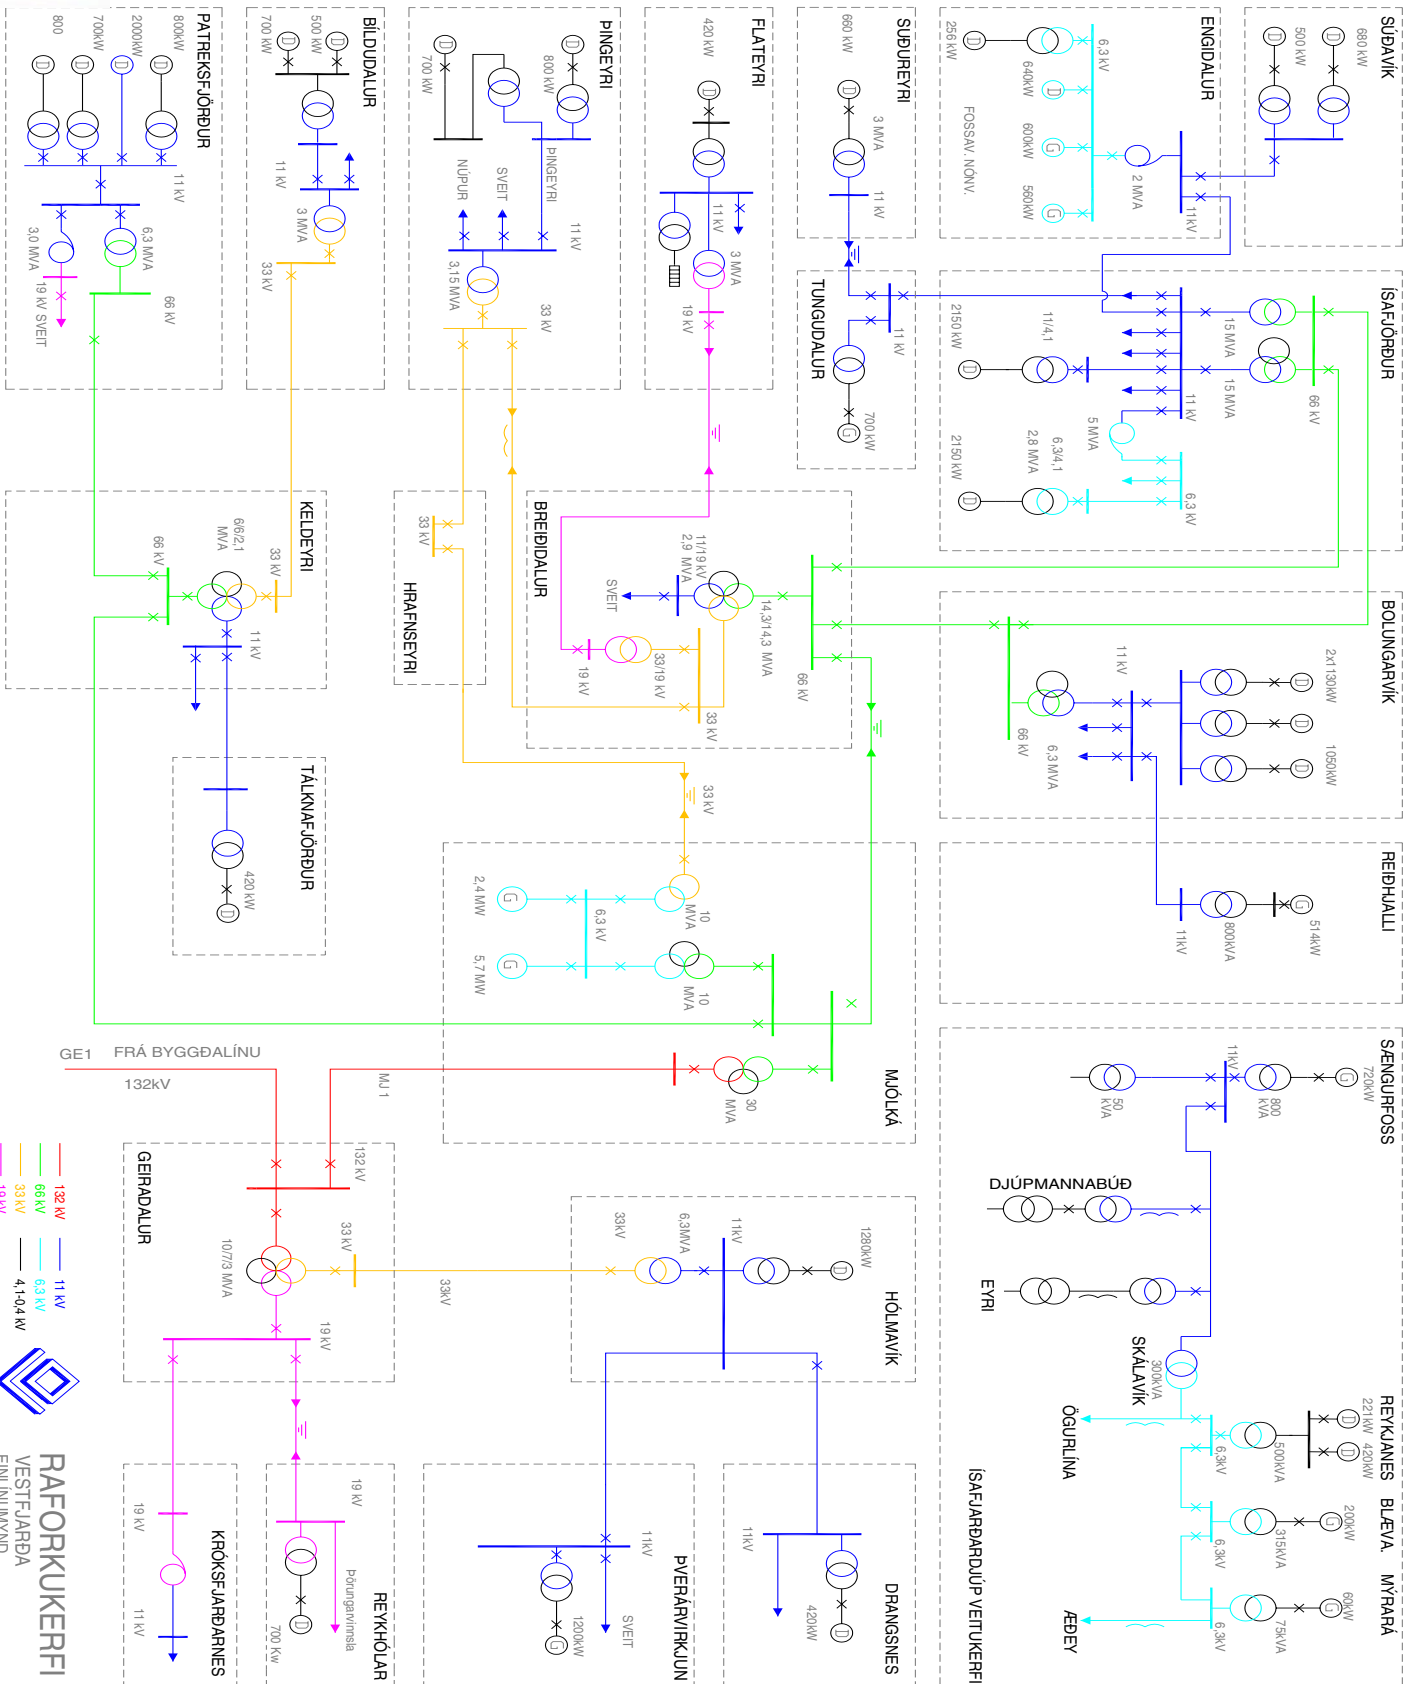 PATREKSFJÖRÐUR
800
700kW
2000kW
800kW
11 kV
6,3 MVA
3,0 MVA
19 kV SVEIT
66 kV
BÍLDUDALUR
700 kW
500 kW
11 kV
3 MVA
33 kV
ÞINGEYRI
700 kW
800 kW
ÞINGEYRI
SVEIT
NÚPUR
11 kV
3,15 MVA
33 kV
FLATEYRI
420 kW
11 kV
3 MVA
19 kV
SUÐUREYRI
660 kW
3 MVA
11 kV
TUNGUDALUR
11 kV
700 kW
ENGIDALUR
256 kW
6,3 kV
640kW
600kW
560kW
FOSSAV. NÓNV.
2 MVA
11kV
SÚÐAVÍK
500 kW
680 kW
ÍSAFJÖRÐUR
2150 kW
11/4,1
15 MVA
15 MVA
66 kV
11 kV
5 MVA
6,3/4,1
2,8 MVA
2150 kW
6,3 kV
KELDEYRI
66 kV
6/6/2,1
MVA
33 kV
11 kV
HRAFNSEYRI
33 kV
BREIÐIDALUR
11/19 kV
2,9 MVA
SVEIT
14,3/14,3 MVA
33/19 kV
19 kV
33 kV
66 kV
BOLUNGARVÍK
2x1130kW
1050kW
11 kV
6,3 MVA
66 kV
TÁLKNAFJÖRÐUR
420 kW
33 kV
MJÓLKÁ
2,4 MW
5,7 MW
6,3 kV
10
MVA
10
MVA
30
MVA
MJ 1
REIÐHJALLI
514kW
800kVA
11kV
GE1 FRÁ BYGGÐALÍNU
132kV
GEIRADALUR
132 kV
33 kV
10/7/3 MVA
19 kV
33kV
HÓLMAVÍK
33kV
6,3MVA
11kV
1280kW
SÆNGURFOSS
720kW
11kV
800
kVA
50
kVA
DJÚPMANNABÚÐ
EYRI
SKÁLAVÍK
300kVA
ÖGURLÍNA
REYKJANES
221kW
420kW
500kVA
6,3kV
BLÆVA.
200kW
315kVA
6,3kV
MÝRARÁ
60kW
75kVA
6,3kV
ÆÐEY
ÍSAFJARÐARDJÚP VEITUKERFI
KRÓKSFJARÐARNES
19 kV
11 kV
REYKHÓLAR
19 kV
Þörungarvinnsla
700 Kw
ÞVERÁRVIRKJUN
11kV
SVEIT
1200kW
DRANGSNES
11kV
420kW
132 kV
66 kV
33 kV
19 kV
11 kV
6,3 kV
4,1-0,4 kV
RAFORKUKERFI
VESTFJARÐA
EINLÍNUMYND